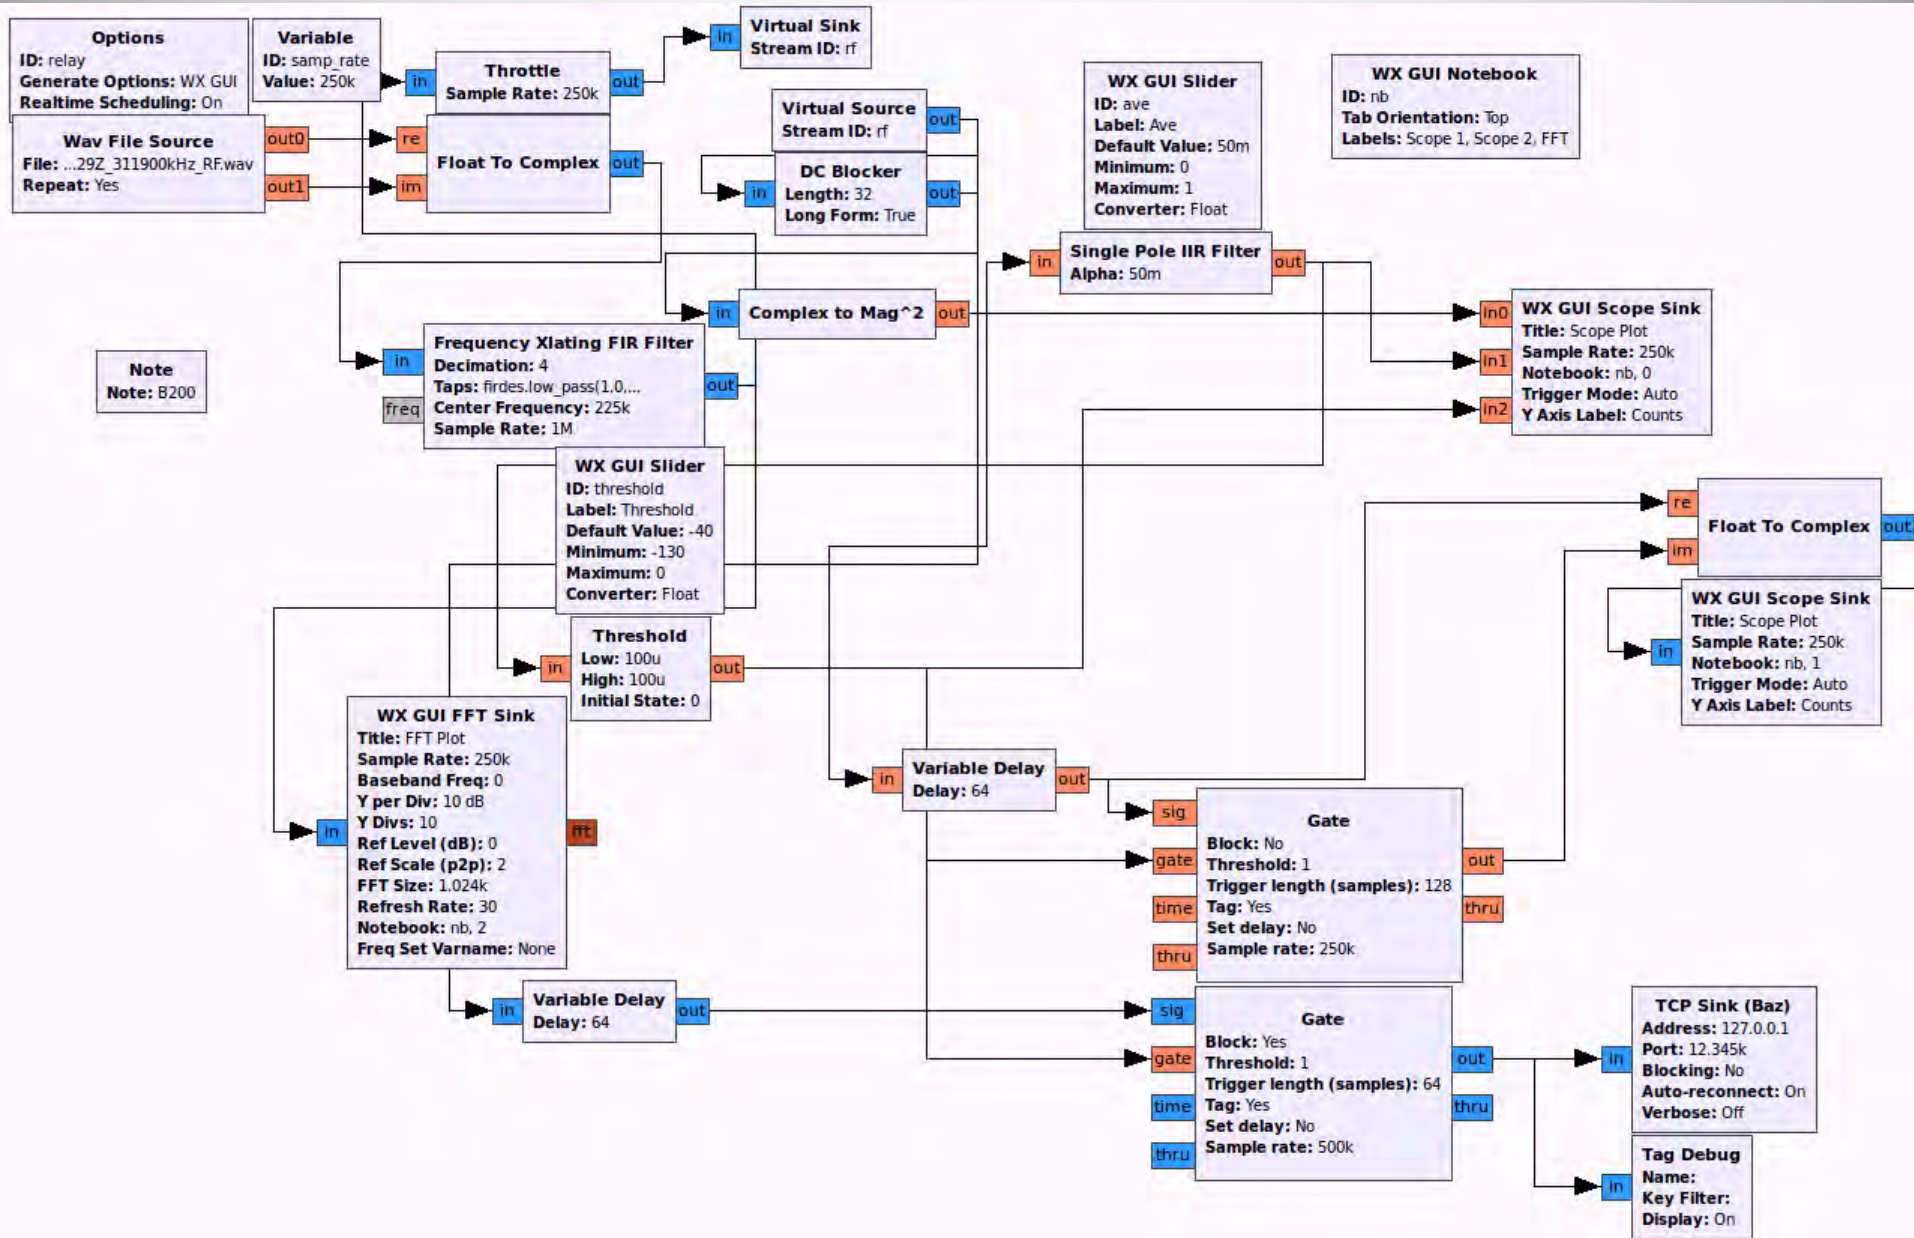 Options
ID: relay
Generate Options: WX GUI
Realtime Scheduling: On
Variable
ID: samp_rate
Value: 250k
in
Throttle
Sample Rate: 250k
out
in
Virtual Sink
Stream ID: rf
Wav File Source
File: ...29Z_311900kHz_RF.wav
Repeat: Yes
out0
out1
re
im
Float To Complex
out
Virtual Source
Stream ID: rf
out
in
DC Blocker
Length: 32
Long Form: True
out
WX GUI Slider
ID: ave
Label: Ave
Default Value: 50m
Minimum: 0
Maximum: 1
Converter: Float
WX GUI Notebook
ID: nb
Tab Orientation: Top
Labels: Scope 1, Scope 2, FFT
in
Single Pole IIR Filter
Alpha: 50m
out
in
Complex to Mag^2
out
in0
in1
in2
WX GUI Scope Sink
Title: Scope Plot
Sample Rate: 250k
Notebook: nb, 0
Trigger Mode: Auto
Y Axis Label: Counts
Note
Note: B200
in
freq
Frequency Xlating FIR Filter
Decimation: 4
Taps: firdes.low_pass(1.0,...
Center Frequency: 225k
Sample Rate: 1M
out
WX GUI Slider
ID: threshold
Label: Threshold
Default Value: -40
Minimum: -130
Maximum: 0
Converter: Float
re
im
Float To Complex
out
in
WX GUI Scope Sink
Title: Scope Plot
Sample Rate: 250k
Notebook: nb, 1
Trigger Mode: Auto
Y Axis Label: Counts
in
Threshold
Low: 100u
High: 100u
Initial State: 0
out
in
WX GUI FFT Sink
Title: FFT Plot
Sample Rate: 250k
Baseband Freq: 0
Y per Div: 10 dB
Y Divs: 10
Ref Level (dB): 0
Ref Scale (p2p): 2
FFT Size: 1.024k
Refresh Rate: 30
Notebook: nb, 2
Freq Set Varname: None
fft
in
Variable Delay
Delay: 64
out
sig
gate
time
thru
Gate
Block: No
Threshold: 1
Trigger length (samples): 128
Tag: Yes
Set delay: No
Sample rate: 250k
out
thru
in
Variable Delay
Delay: 64
out
sig
gate
time
thru
Gate
Block: Yes
Threshold: 1
Trigger length (samples): 64
Tag: Yes
Set delay: No
Sample rate: 500k
out
thru
in
TCP Sink (Baz)
Address: 127.0.0.1
Port: 12.345k
Blocking: No
Auto-reconnect: On
Verbose: Off
in
Tag Debug
Name:
Key Filter:
Display: On